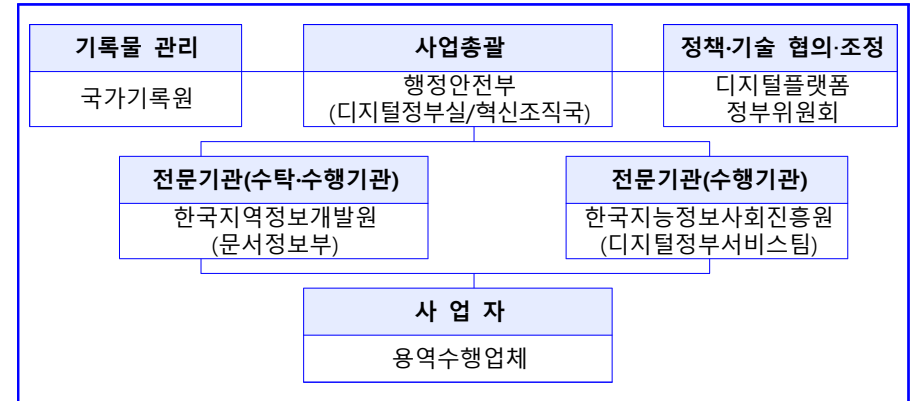 기록물 관리
국가기록원
사업총괄
행정안전부
(디지털정부실/혁신조직국)
정책·기술 협의·조정
디지털플랫폼
정부위원회
전문기관(수탁·수행기관)
한국지역정보개발원
(문서정보부)
전문기관(수행기관)
한국지능정보사회진흥원
(디지털정부서비스팀)
사 업 자
용역수행업체